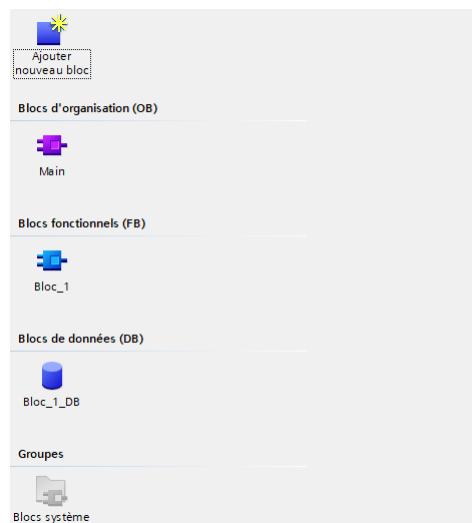 Ajouter
nouveau bloc
Blocs d'organisation (OB)
Main
Blocs fonctionnels (FB)
Bloc_1
Blocs de données (DB)
Bloc_1_DB
Groupes
Blocs système